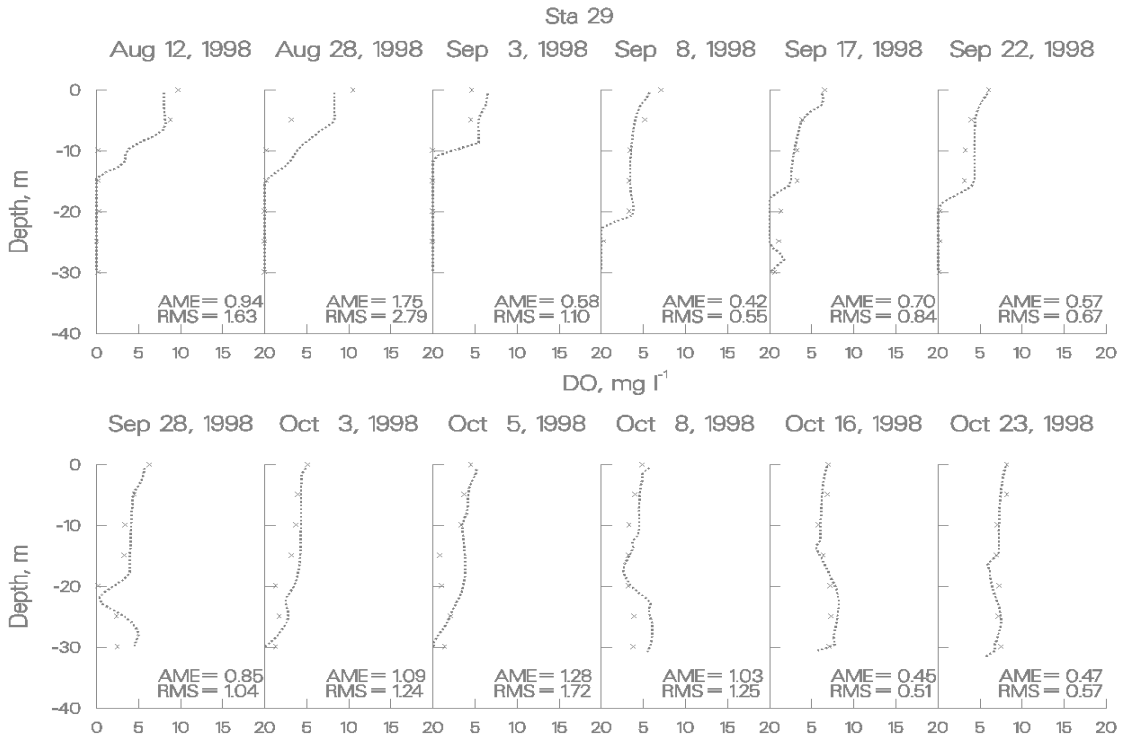 Sta 29
Aug 12, 1998 Aug 28, 1998 Sep 3, 1998 Sep 8, 1998 Sep 17, 1998 Sep 22, 1998
0
-10
-20
-30
-40
Depth, m
AME= 0.94 AME= 1.75 AME= 0.58 AME= 0.42 AME= 0.70 AME= 0.57
RMS= 1.63 RMS= 2.79 RMS= 1.10 RMS= 0.55 RMS= 0.84 RMS= 0.67
0 5 10 15 20 5 10 15 20 5 10 15 20 5 10 15 20 5 10 15 20 5 10 15 20
DO, mg l-1
Sep 28, 1998 Oct 3, 1998 Oct 5, 1998 Oct 8, 1998 Oct 16, 1998 Oct 23, 1998
0
-10
-20
-30
-40
Depth, m
AME= 0.85 AME= 1.09 AME= 1.28 AME= 1.03 AME= 0.45 AME= 0.47
RMS= 1.04 RMS= 1.24 RMS= 1.72 RMS= 1.25 RMS= 0.51 RMS= 0.57
0 5 10 15 20 5 10 15 20 5 10 15 20 5 10 15 20 5 10 15 20 5 10 15 20